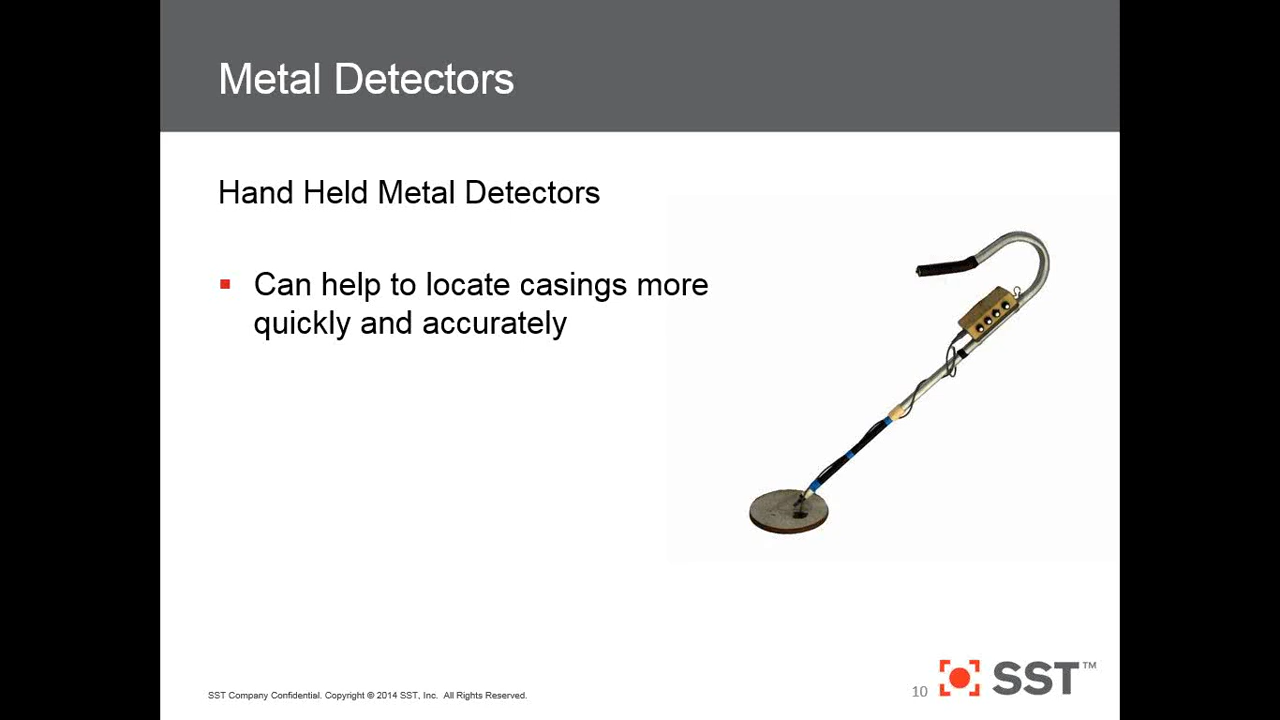 Metal Detectors
Hand Held Metal Detectors
Can help to locate casings more
quickly and accurately
SST Company Confidential. Copyright © 2014 SST, Inc. All Rights Reserved.
10
SST™